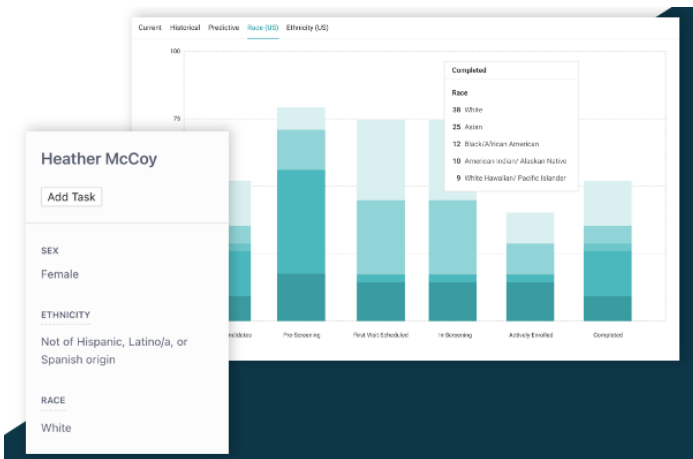 Current Historical Predictive Race (US) Ethnicity (US)
100
Completed
Race
38 White
25 Asian
12 Black/African American
10 American Indian/ Alaskan Native
9 White Hawaiian/ Pacific Islander
75
Heather McCoy
Add Task
SEX
Female
ETHNICITY
Not of Hispanic, Latino/a, or
Spanish origin
RACE
White
Pre-Screening First Visit Scheduled In-Screening Actively Enrolled Completed